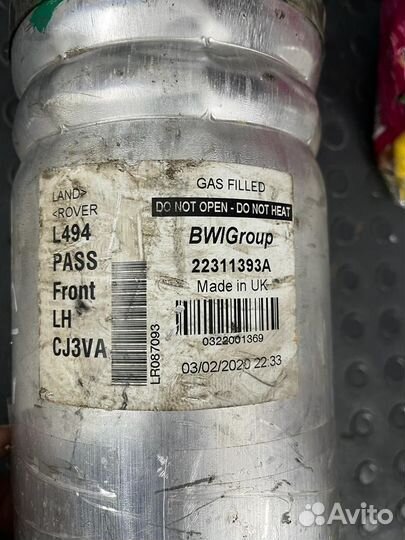 LAND>
<ROVER
L494
PASS
Front
LH
CJ3VA
LR087093
GAS FILLED
DO NOT OPEN - DO NOT HEAT
BWIGroup
22311393A
Made in UK
0322001369
03/02/2020 22:33
Avito